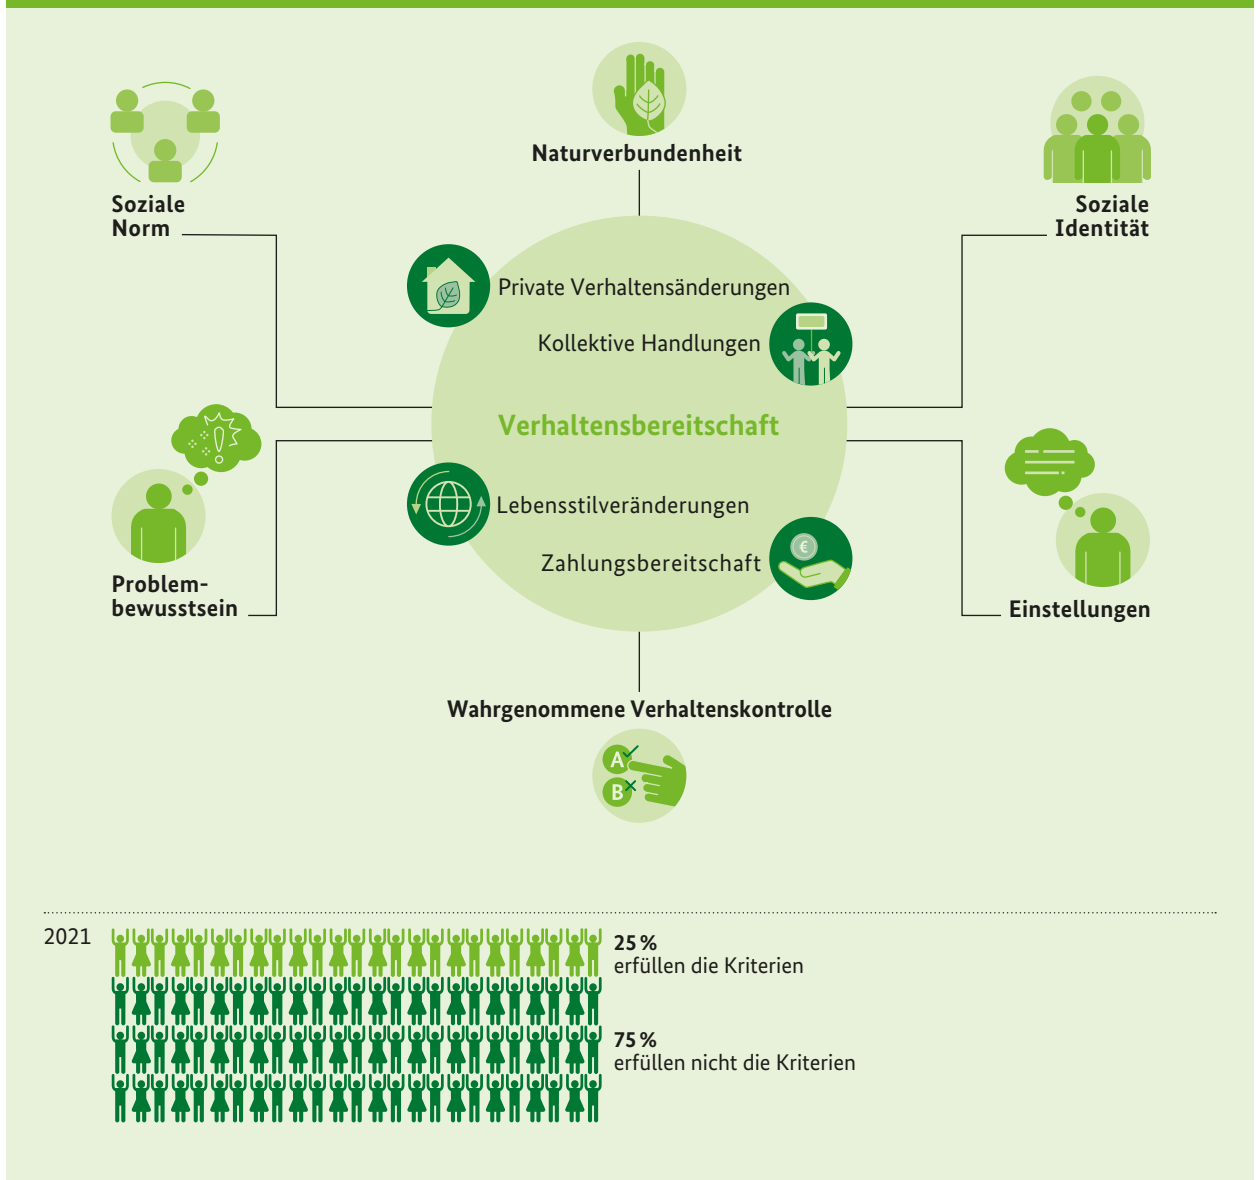 Naturverbundenheit
Soziale
Norm
Soziale
Identität
Private Verhaltensänderungen
Kollektive Handlungen
Verhaltensbereitschaft
Lebensstilveränderungen
€
Zahlungsbereitschaft
Problem-
bewusstsein
Einstellungen
Wahrgenommene Verhaltenskontrolle
A
B
2021
25 %
erfüllen die Kriterien
75 %
erfüllen nicht die Kriterien